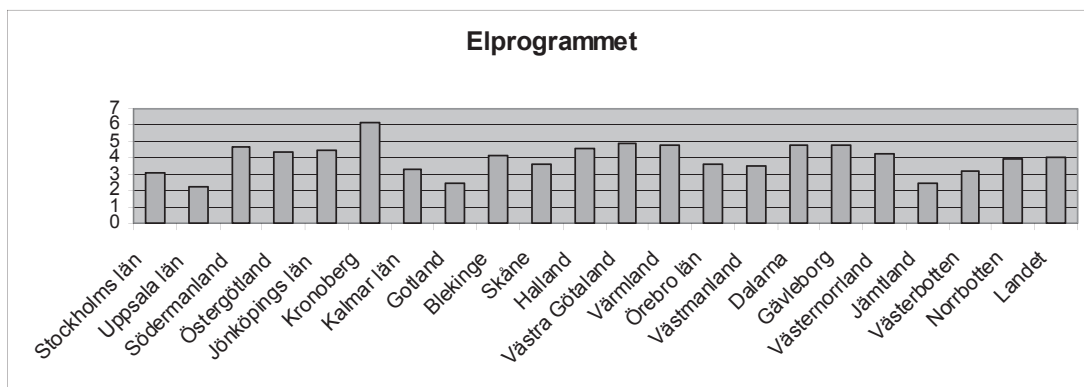 Elprogrammet
7
6
5
4
3
2
1
0
Stockholms län
Uppsala län
Södermanland
Östergötland
Jönköpings län
Kronoberg
Kalmar län
Gotland
Blekinge
Skåne
Halland
Västra Götaland
Värmland
Örebro län
Västmanland
Dalarna
Gävleborg
Västernorrland
Jämtland
Västerbotten
Norrbotten
Landet